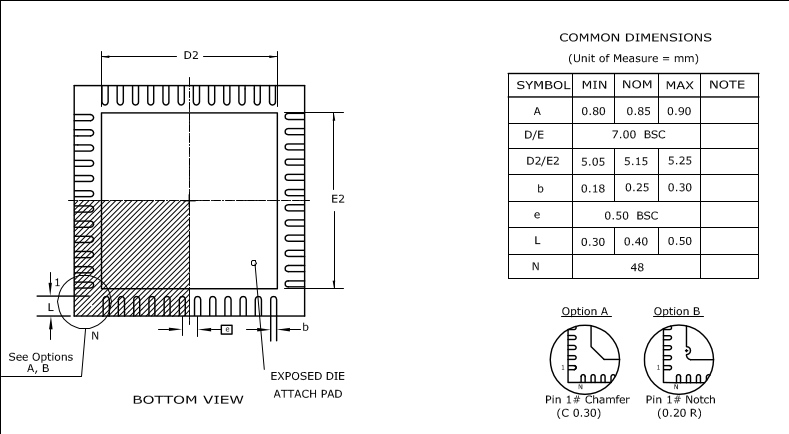 D2
E2
1
L
N
e
b
See Options
A, B
EXPOSED DIE
ATTACH PAD
BOTTOM VIEW
COMMON DIMENSIONS
(Unit of Measure = mm)
SYMBOL MIN NOM MAX NOTE
A 0.80 0.85 0.90
D/E 7.00 BSC
D2/E2 5.05 5.15 5.25
b 0.18 0.25 0.30
e 0.50 BSC
L 0.30 0.40 0.50
N 48
Option A
1
N
Pin 1# Chamfer
(C 0.30)
Option B
1
N
Pin 1# Notch
(0.20 R)